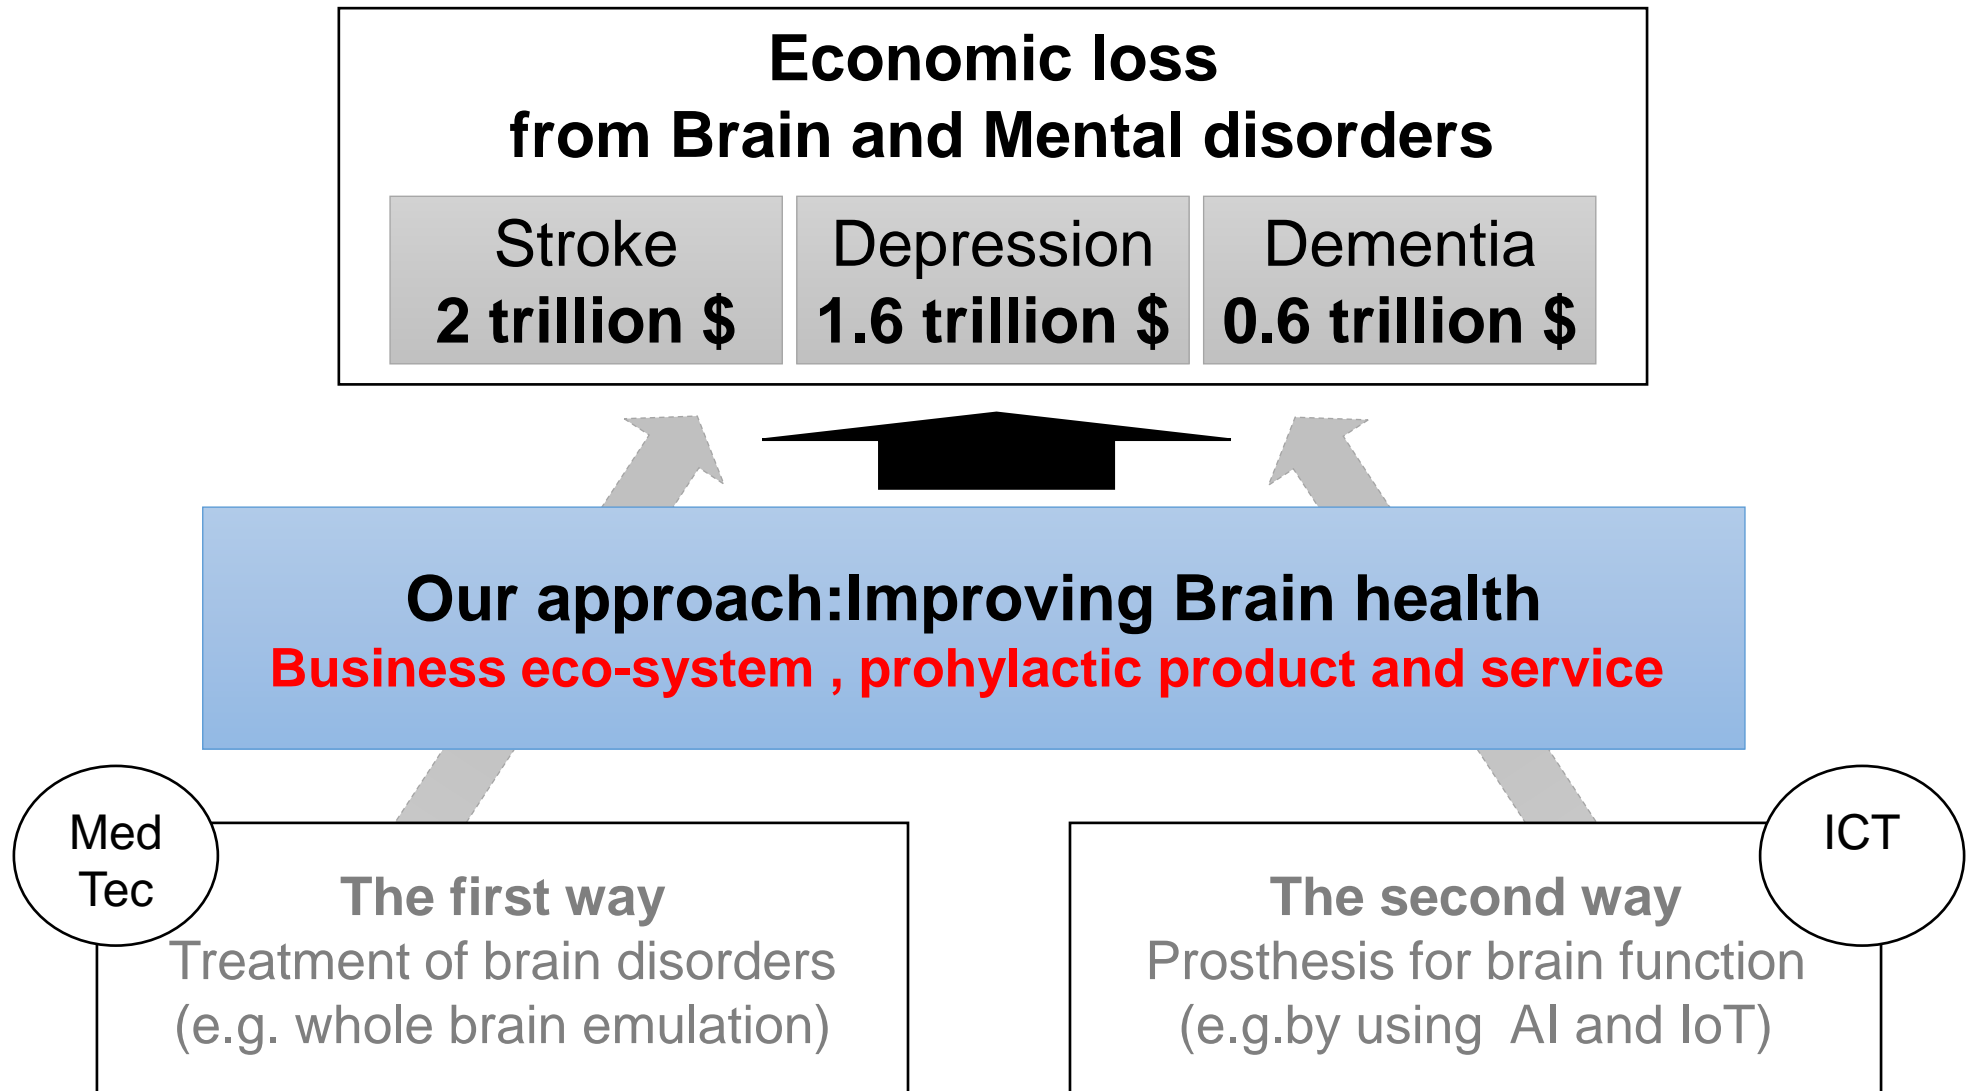 Economic loss
from Brain and Mental disorders
Stroke
2 trillion $
Depression
1.6 trillion $
Dementia
0.6 trillion $
Our approach:Improving Brain health
Business eco-system , prohylactic product and service
Med
Tec
The first way
Treatment of brain disorders
(e.g. whole brain emulation)
ICT
The second way
Prosthesis for brain function
(e.g.by using  AI and IoT)